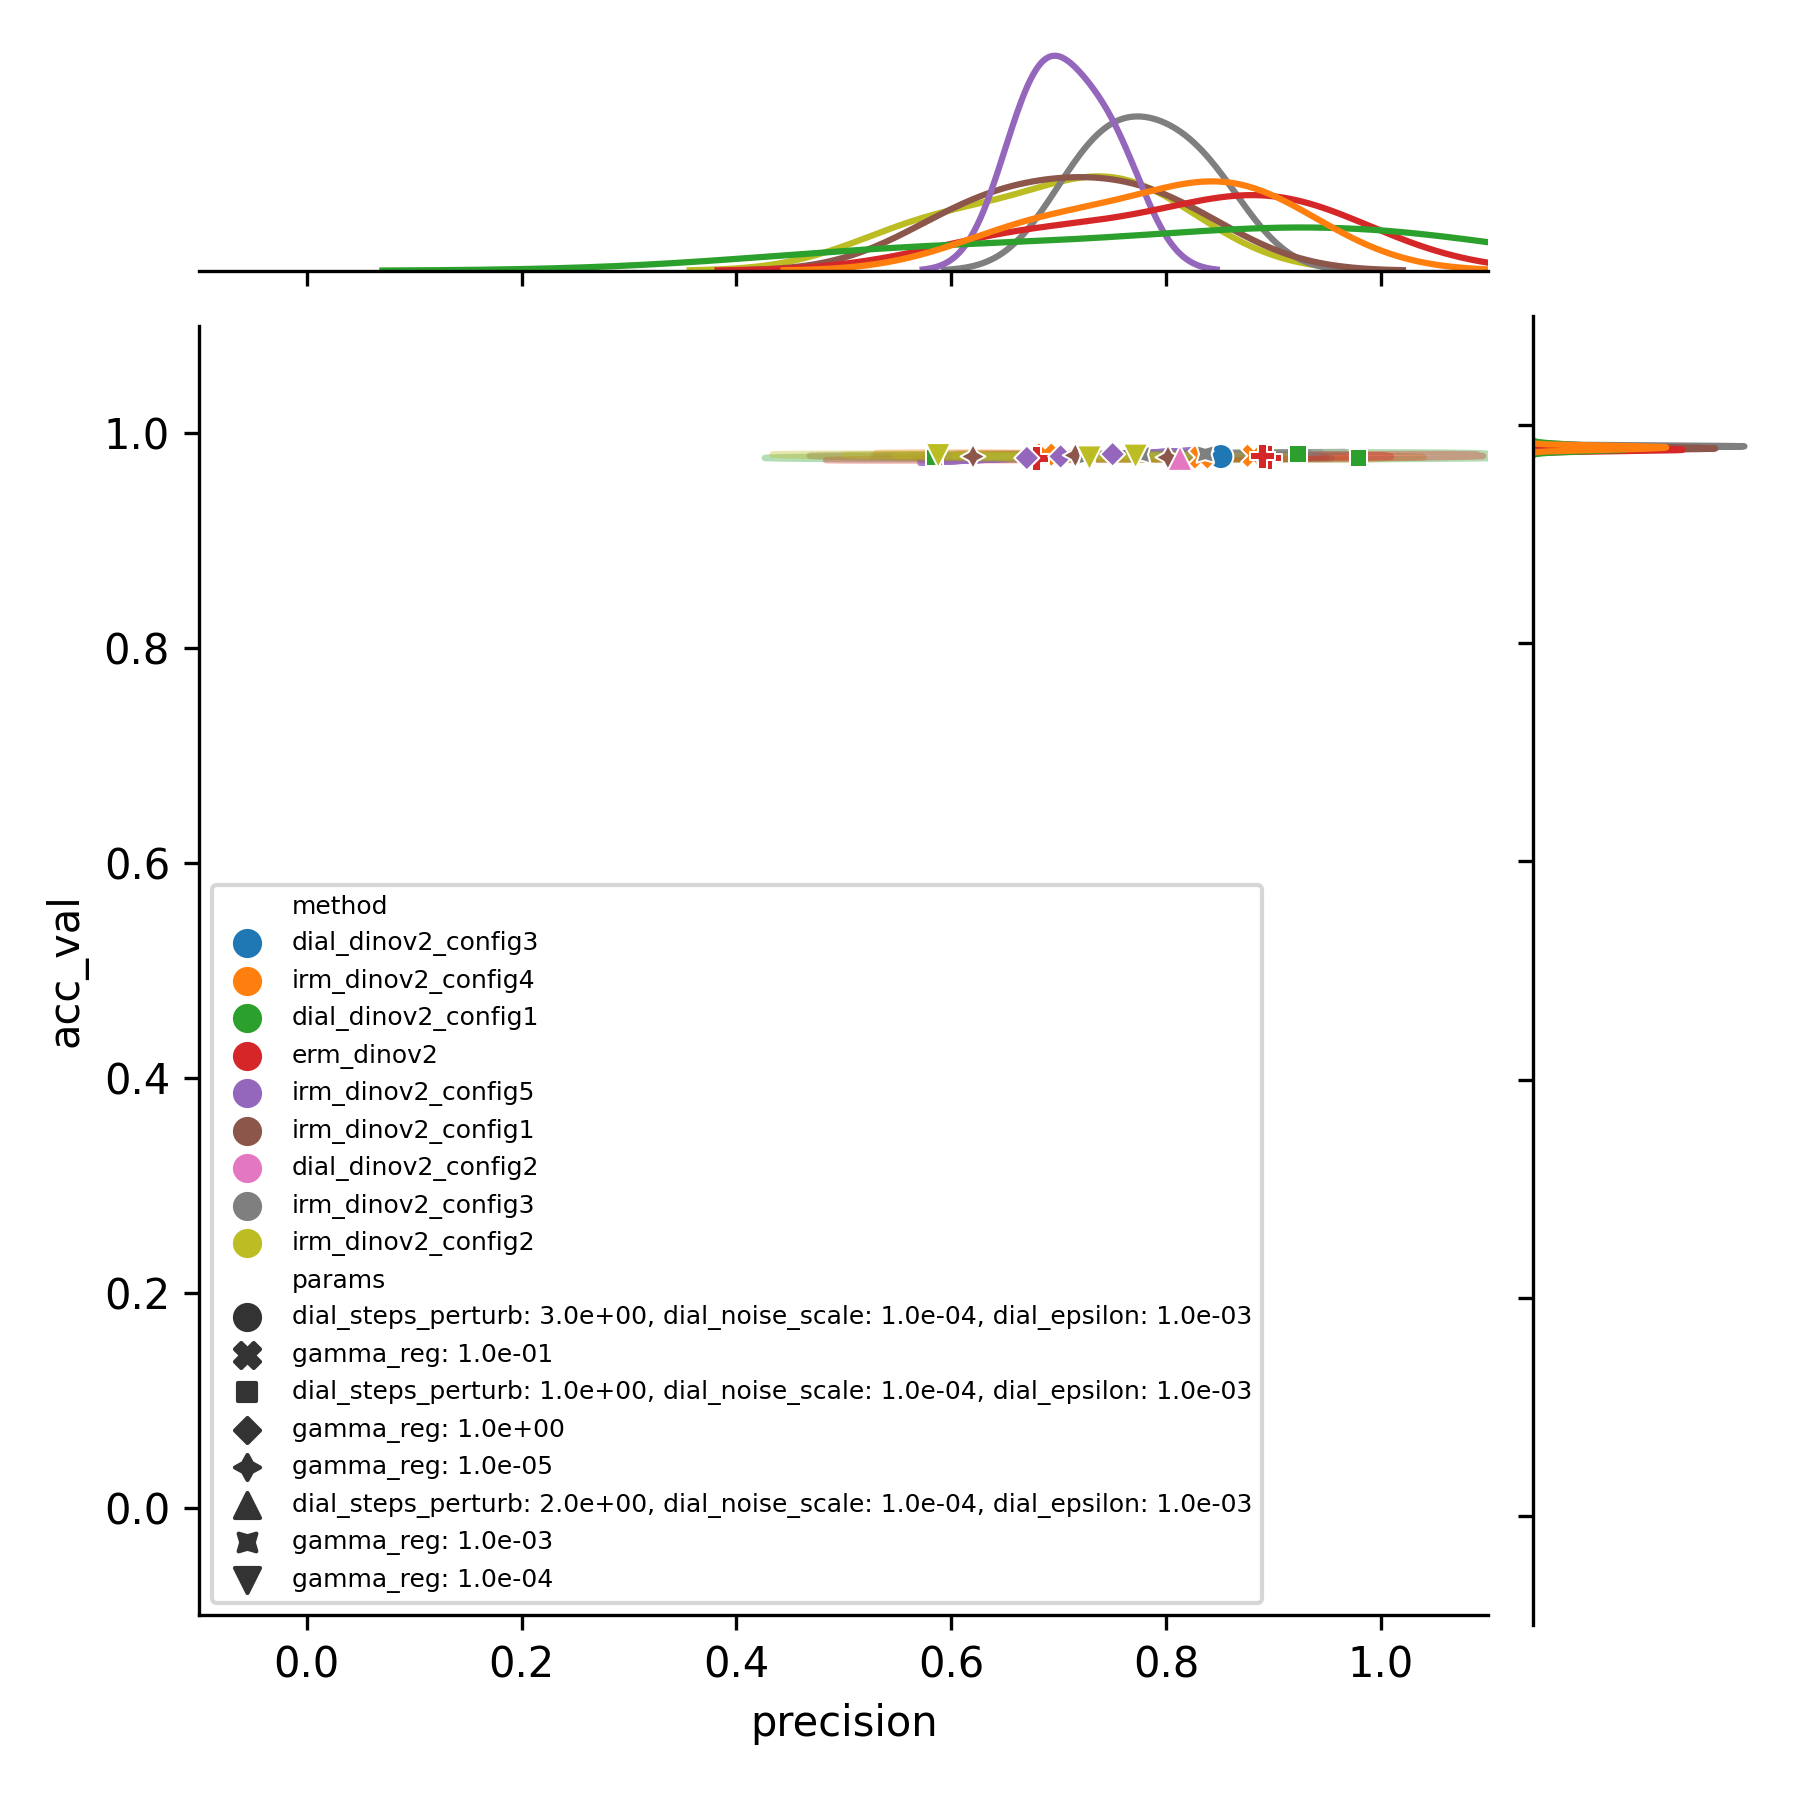 1.0
0.8
0.6
0.4
0.2
0.0
acc_val
method
dial_dinov2_config3
irm_dinov2_config4
dial_dinov2_config1
erm_dinov2
irm_dinov2_config5
irm_dinov2_config1
dial_dinov2_config2
irm_dinov2_config3
irm_dinov2_config2
params
dial_steps_perturb: 3.0e+00, dial_noise_scale: 1.0e-04, dial_epsilon: 1.0e-03
gamma_reg: 1.0e-01
dial_steps_perturb: 1.0e+00, dial_noise_scale: 1.0e-04, dial_epsilon: 1.0e-03
gamma_reg: 1.0e+00
gamma_reg: 1.0e-05
dial_steps_perturb: 2.0e+00, dial_noise_scale: 1.0e-04, dial_epsilon: 1.0e-03
gamma_reg: 1.0e-03
gamma_reg: 1.0e-04
0.0 0.2 0.4 0.6 0.8 1.0
precision